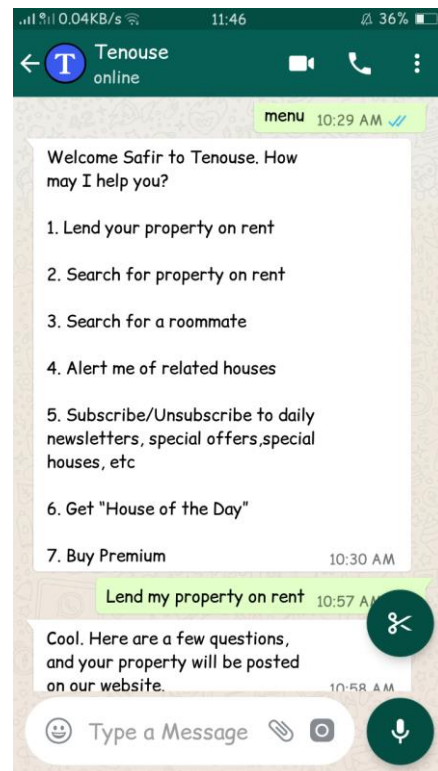 0.04KB/s 11:46 36%
T Tenouse
online
menu 10:29 AM
Welcome Safir to Tenouse. How
may I help you?
1. Lend your property on rent
2. Search for property on rent
3. Search for a roommate
4. Alert me of related houses
5. Subscribe/Unsubscribe to daily
newsletters, special offers,special
houses, etc
6. Get "House of the Day"
7. Buy Premium 10:30 AM
Lend my property on rent 10:57
Cool. Here are a few questions,
and your property will be posted
on our website. 10:58 AM
Type a Message